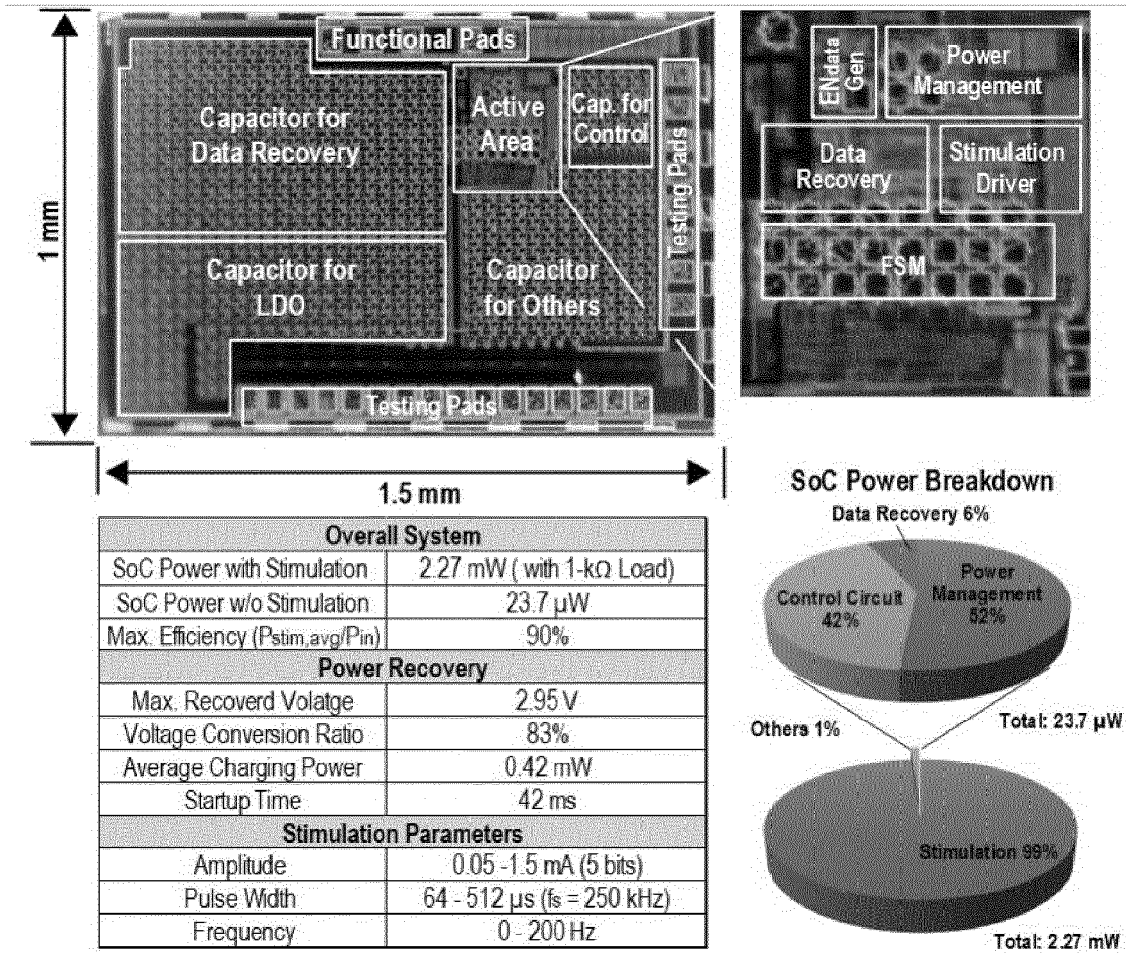 Functional Pads
Capacitor for
Data Recovery
Active
Area
Cap. for
Control
Testing Pads
Capacitor for
LDO
Capacitor
for Others
Testing Pads
1 mm
1.5 mm
ENdata
Gen
Power
Management
Data
Recovery
Stimulation
Driver
FSM
Overall System
SoC Power with Stimulation 2.27 mW ( with 1-kΩ Load)
SoC Power w/o Stimulation 23.7 µW
Max. Efficiency (Pstim,avg/Pin) 90%
Power Recovery
Max. Recoverd Volatge 2.95 V
Voltage Conversion Ratio 83%
Average Charging Power 0.42 mW
Startup Time 42 ms
Stimulation Parameters
Amplitude 0.05 -1.5 mA (5 bits)
Pulse Width 64 - 512 µs (fs = 250 kHz)
Frequency 0 - 200 Hz
SoC Power Breakdown
Data Recovery 6%
Power
Management
52%
Control Circuit
42%
Others 1%
Total: 23.7 µW
Stimulation 99%
Total: 2.27 mW